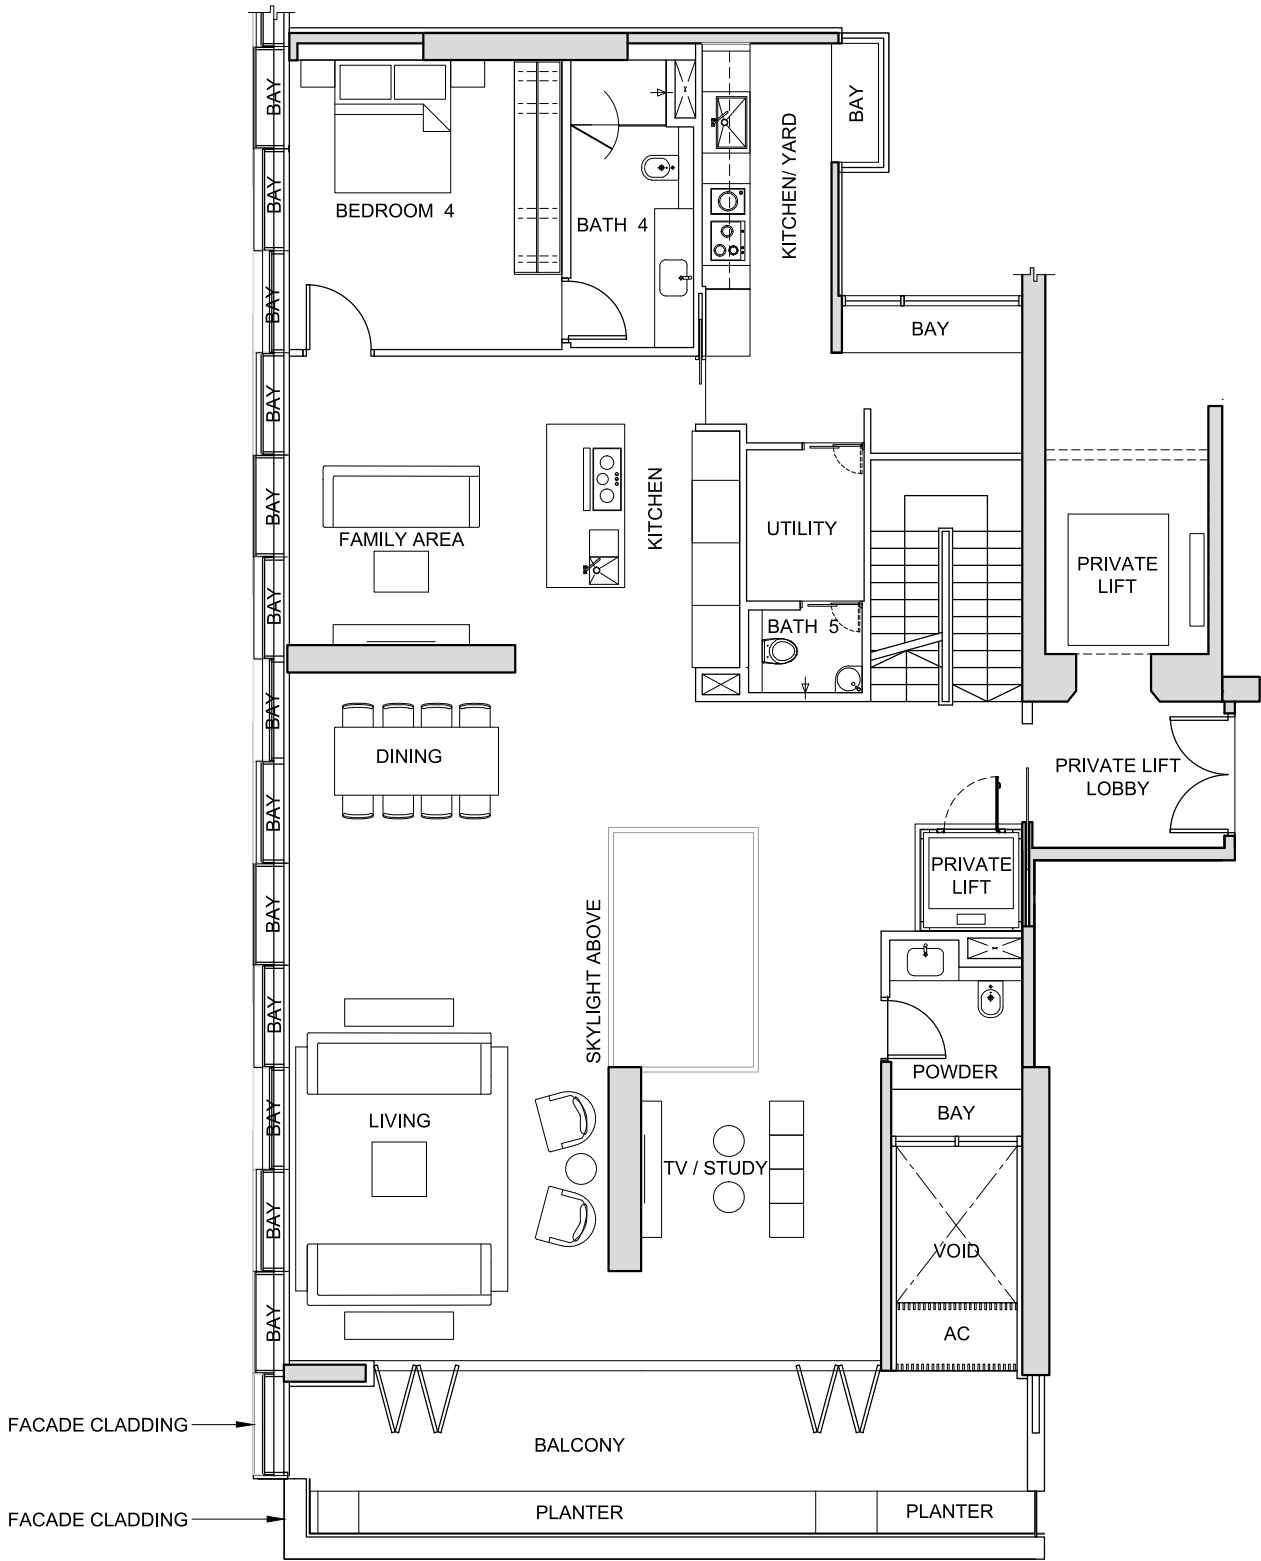 BAY
BAY
BAY
BAY
BAY
BAY
BAY
BAY
BAY
BAY
BAY
BAY
BAY
BEDROOM 4
BATH 4
KITCHEN/ YARD
BAY
BAY
FAMILY AREA
KITCHEN
UTILITY
BATH 5
PRIVATE
LIFT
DINING
PRIVATE LIFT
LOBBY
PRIVATE
LIFT
SKYLIGHT ABOVE
POWDER
BAY
LIVING
TV / STUDY
VOID
AC
FACADE CLADDING
BALCONY
FACADE CLADDING
PLANTER
PLANTER